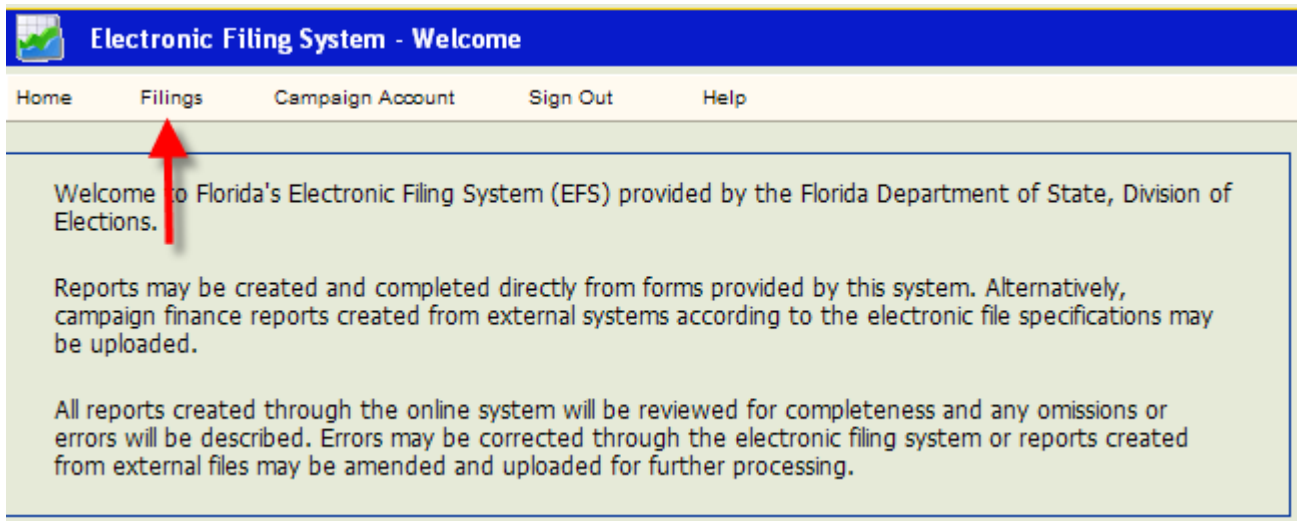 Electronic Filing System - Welcome
Home Filings Campaign Account Sign Out Help
Welcome to Florida's Electronic Filing System (EFS) provided by the Florida Department of State, Division of
Elections.
Reports may be created and completed directly from forms provided by this system. Alternatively,
campaign finance reports created from external systems according to the electronic file specifications may
be uploaded.
All reports created through the online system will be reviewed for completeness and any omissions or
errors will be described. Errors may be corrected through the electronic filing system or reports created
from external files may be amended and uploaded for further processing.